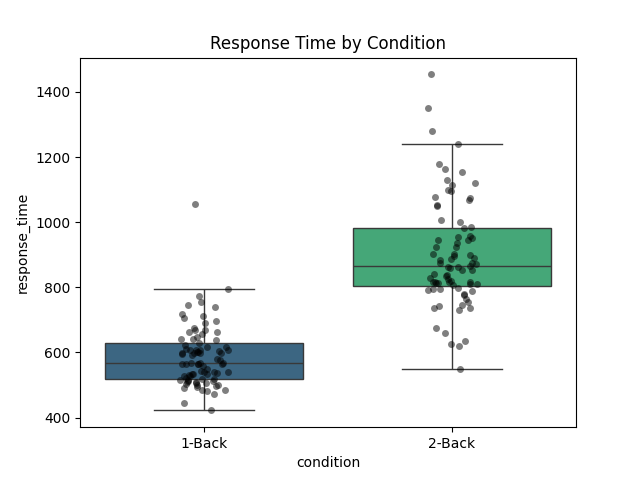 Response Time by Condition
response_time
1400
1200
1000
800
600
400
1-Back
2-Back
condition